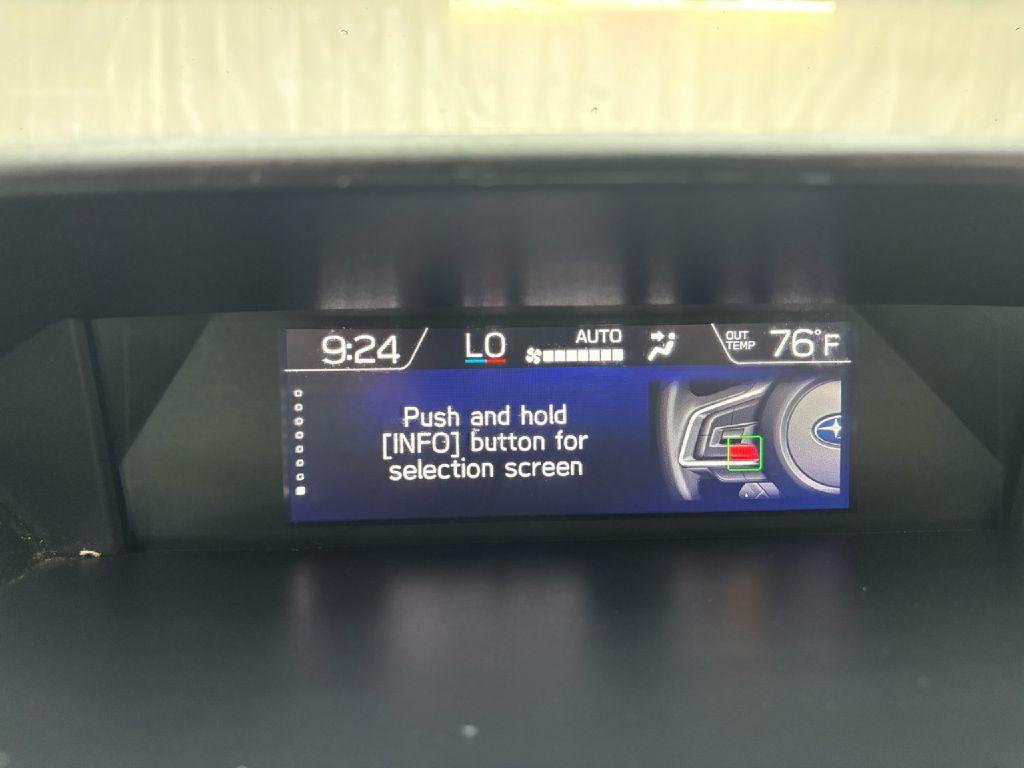 9:24 LO AUTO OUT TEMP 76°F
Push and hold
[INFO] button for
selection screen